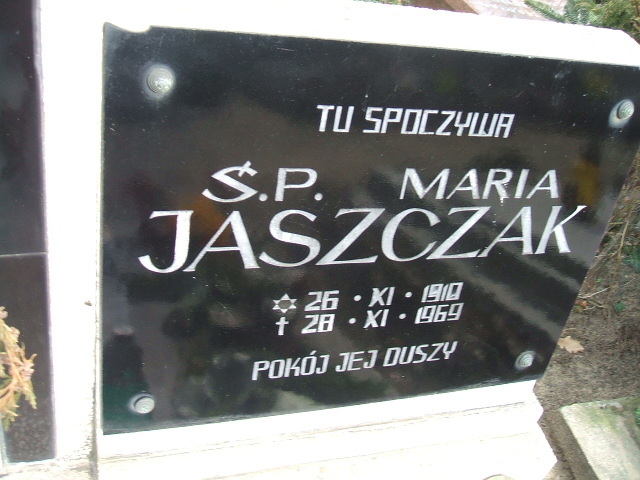 TU SPOCZYWA
Ś.P. MARIA
JASZCZAK
✡ 26 · XI · 1910
† 28 · XI · 1969
POKÓJ JEJ DUSZY